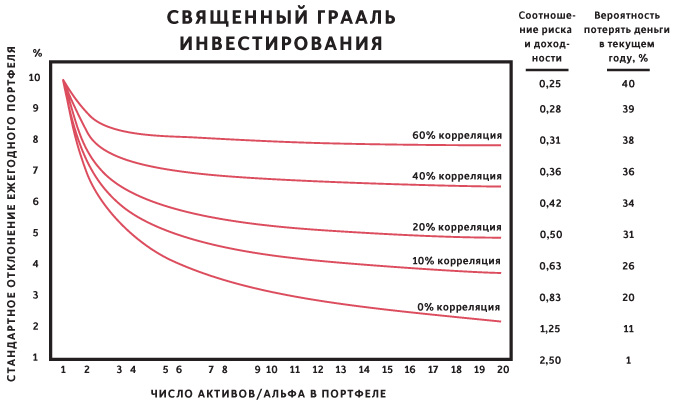 СВЯЩЕННЫЙ ГРААЛЬ
ИНВЕСТИРОВАНИЯ
Соотноше-
ние риска
и доход-
ности
Вероятность
потерять деньги
в текущем
году, %
СТАНДАРТНОЕ ОТКЛОНЕНИЕ ЕЖЕГОДНОГО ПОРТФЕЛЯ
%
10
9
8
7
6
5
4
3
2
1
60% корреляция
40% корреляция
20% корреляция
10% корреляция
0% корреляция
0,25 40
0,28 39
0,31 38
0,36 36
0,42 34
0,50 31
0,63 26
0,83 20
1,25 11
2,50 1
1 2 3 4 5 6 7 8 9 10 11 12 13 14 15 16 17 18 19 20
ЧИСЛО АКТИВОВ/АЛЬФА В ПОРТФЕЛЕ